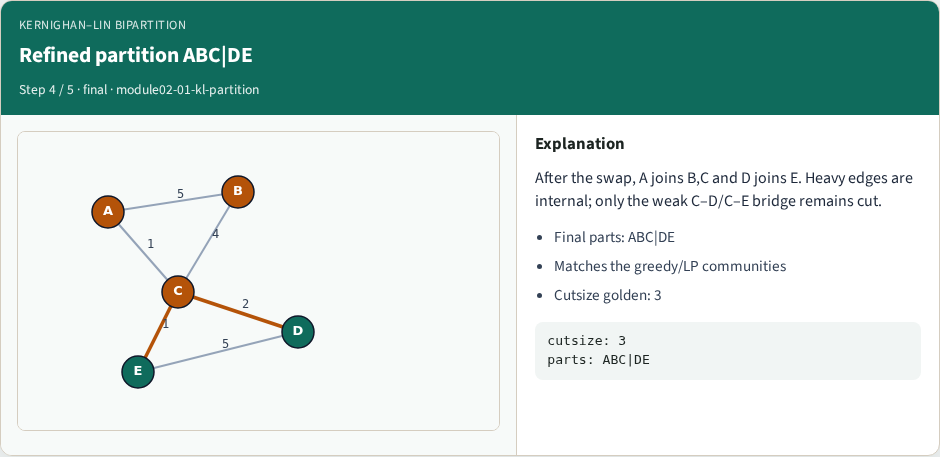 KERNIGHAN–LIN BIPARTITION
Refined partition ABC|DE
Step 4 / 5 · final · module02-01-kl-partition
A
B
C
D
E
5
1
4
2
1
5
Explanation
After the swap, A joins B,C and D joins E. Heavy edges are
internal; only the weak C–D/C–E bridge remains cut.
• Final parts: ABC|DE
• Matches the greedy/LP communities
• Cutsize golden: 3
cutsize: 3
parts: ABC|DE